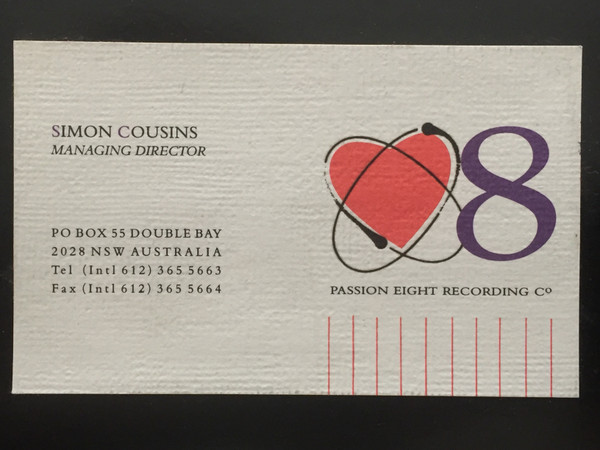 SIMON COUSINS
MANAGING DIRECTOR
PO BOX 55 DOUBLE BAY
2028 NSW AUSTRALIA
Tel (Intl 612) 365 5663
Fax (Intl 612) 365 5664
8
PASSION EIGHT RECORDING Cº